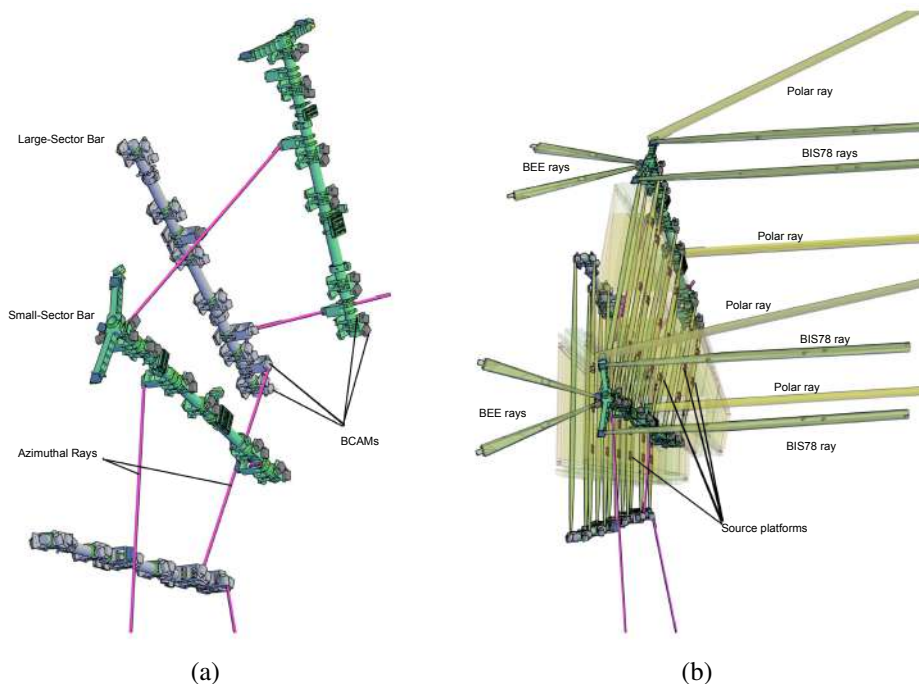 Large-Sector Bar
Small-Sector Bar
Azimuthal Rays
BCAMs
(a)
Polar ray
BEE rays
BIS78 rays
Polar ray
Polar ray
BIS78 ray
Polar ray
BEE rays
BIS78 ray
Source platforms
(b)